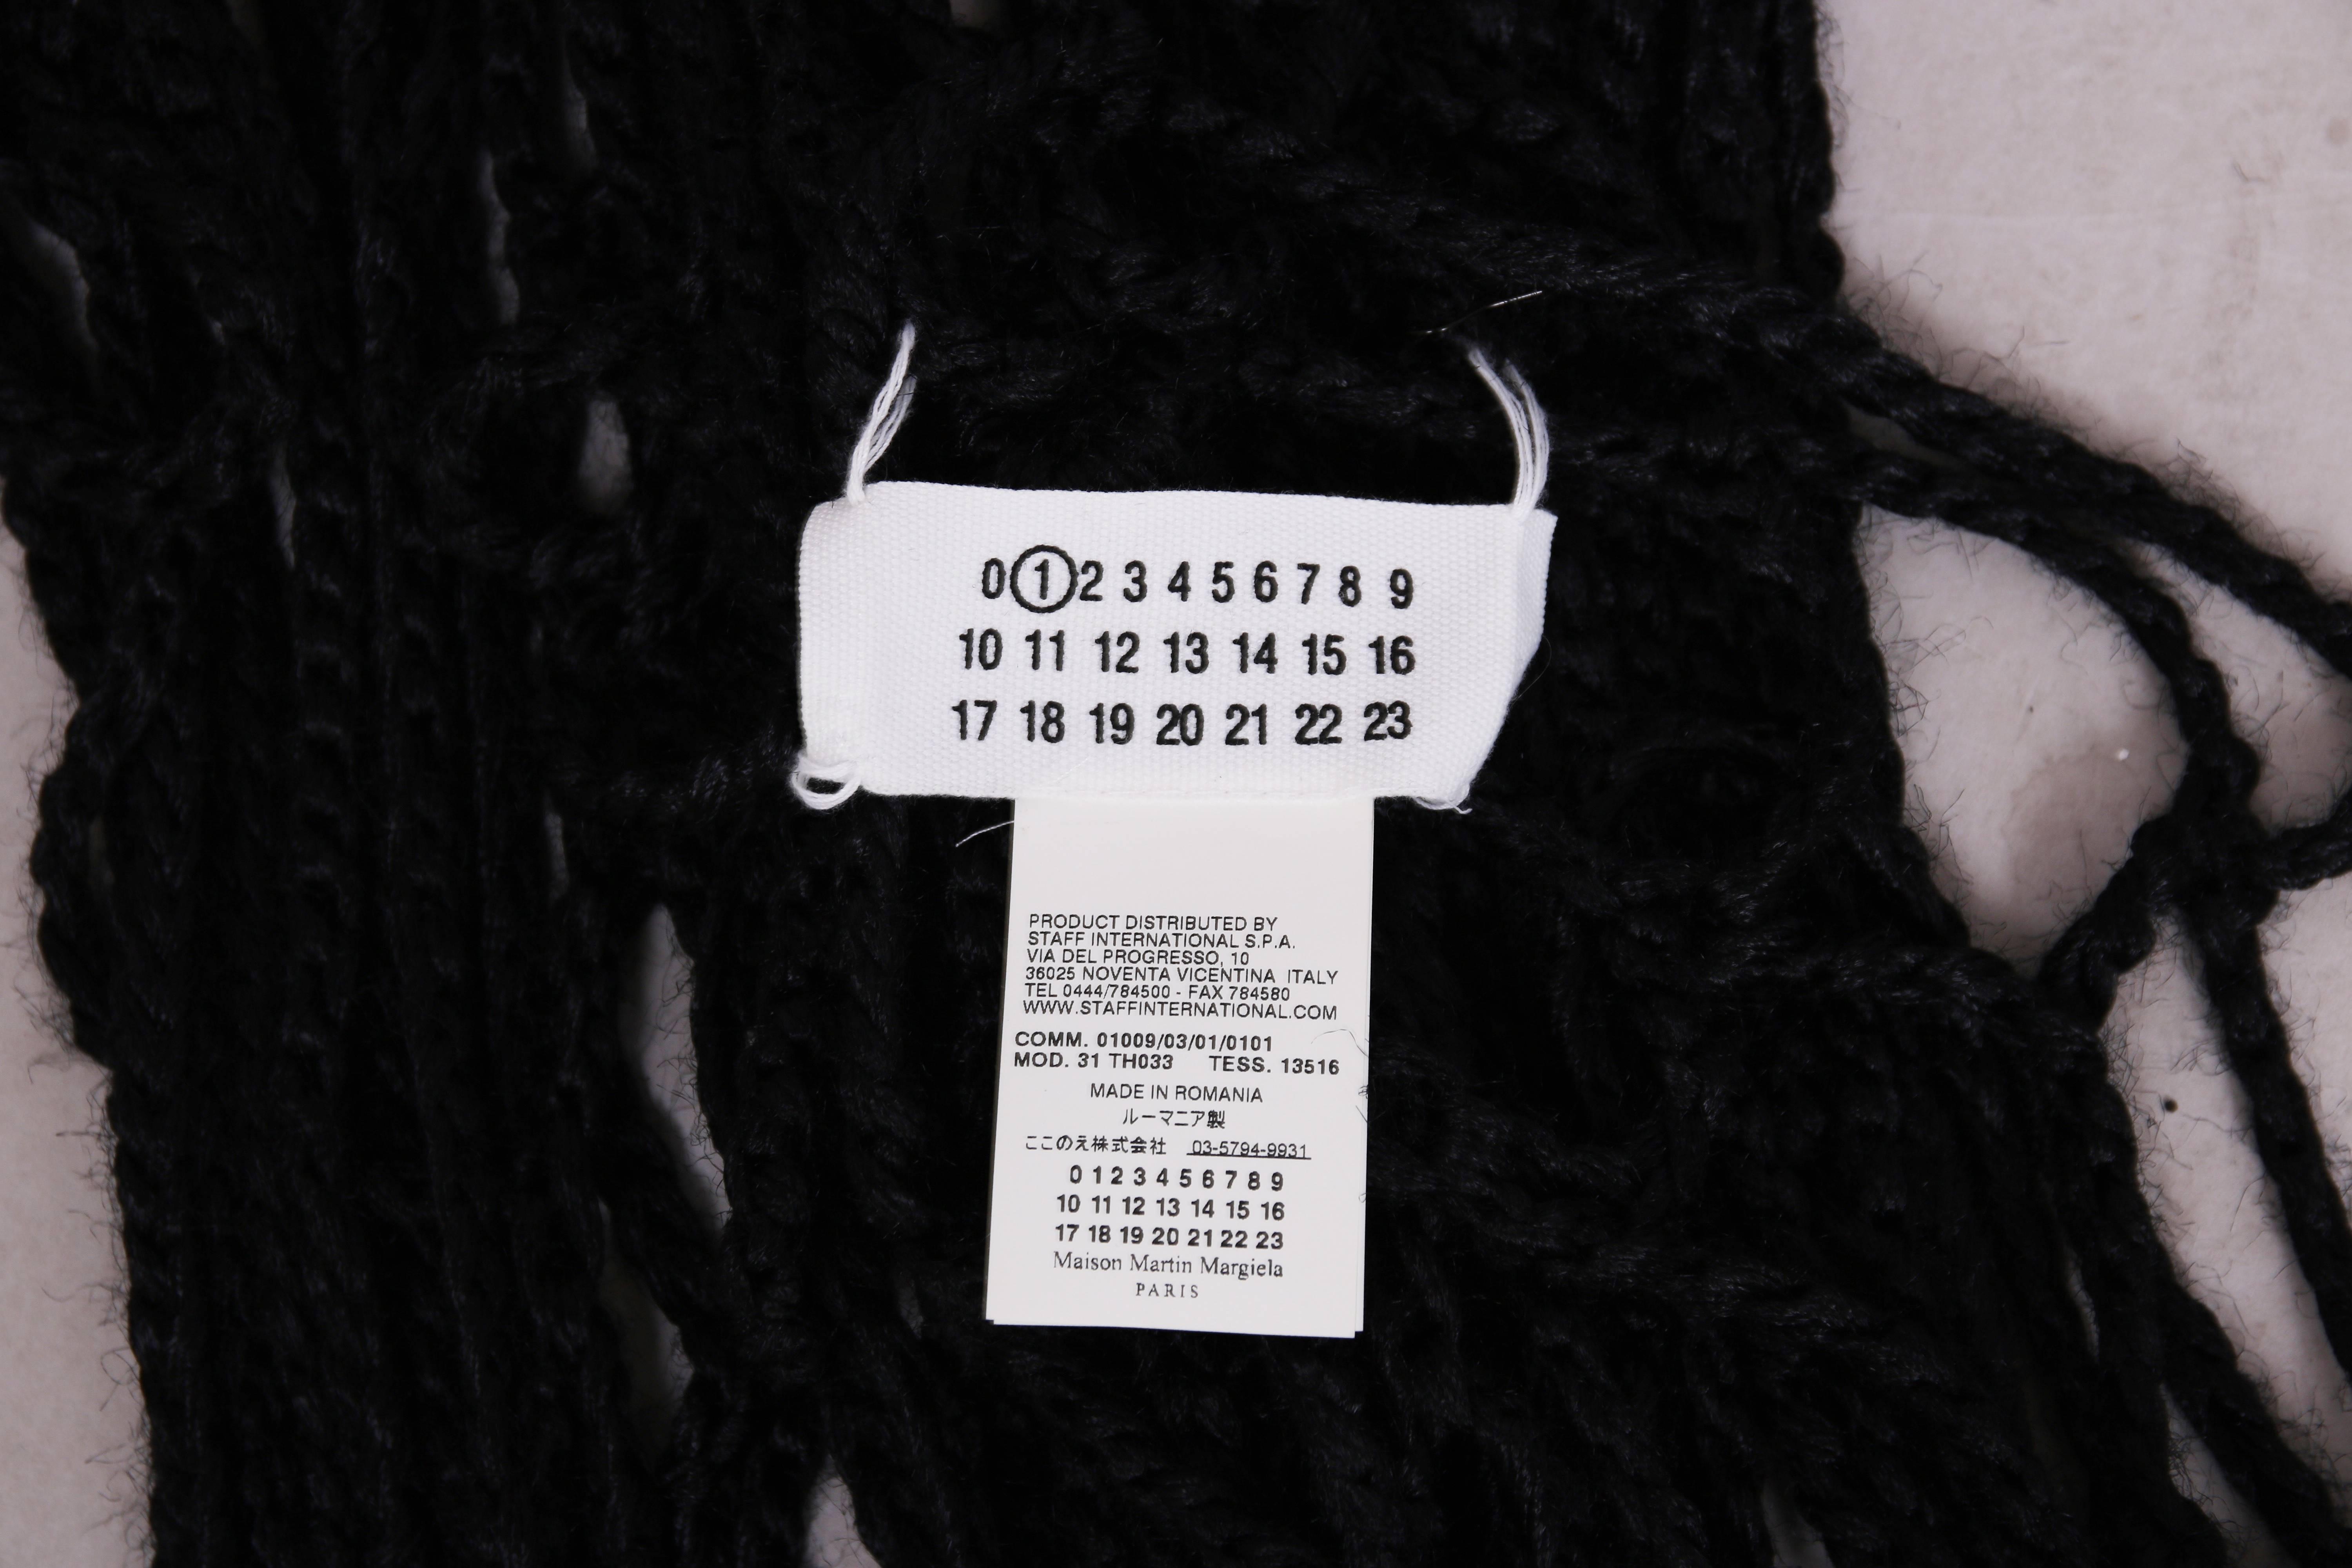 0 1 2 3 4 5 6 7 8 9
10 11 12 13 14 15 16
17 18 19 20 21 22 23
PRODUCT DISTRIBUTED BY
STAFF INTERNATIONAL S.P.A.
VIA DEL PROGRESSO, 10
36025 NOVENTA VICENTINA ITALY
TEL 0444/784500 - FAX 784580
WWW.STAFFINTERNATIONAL.COM
COMM. 01009/03/01/0101
MOD. 31 TH033 TESS. 13516
MADE IN ROMANIA
ルーマニア製
ここのえ株式会社 03-5794-9931
0 1 2 3 4 5 6 7 8 9
10 11 12 13 14 15 16
17 18 19 20 21 22 23
Maison Martin Margiela
PARIS